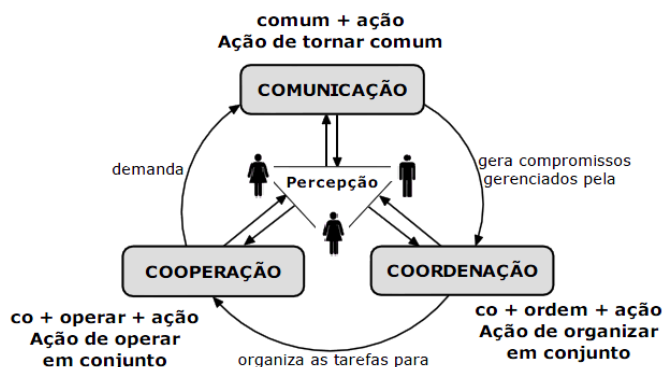 comum + ação
Ação de tornar comum
COMUNICAÇÃO
demanda
gera compromissos
gerenciados pela
Percepção
COOPERAÇÃO
COORDENAÇÃO
co + operar + ação
Ação de operar
em conjunto
co + ordem + ação
Ação de organizar
em conjunto
organiza as tarefas para